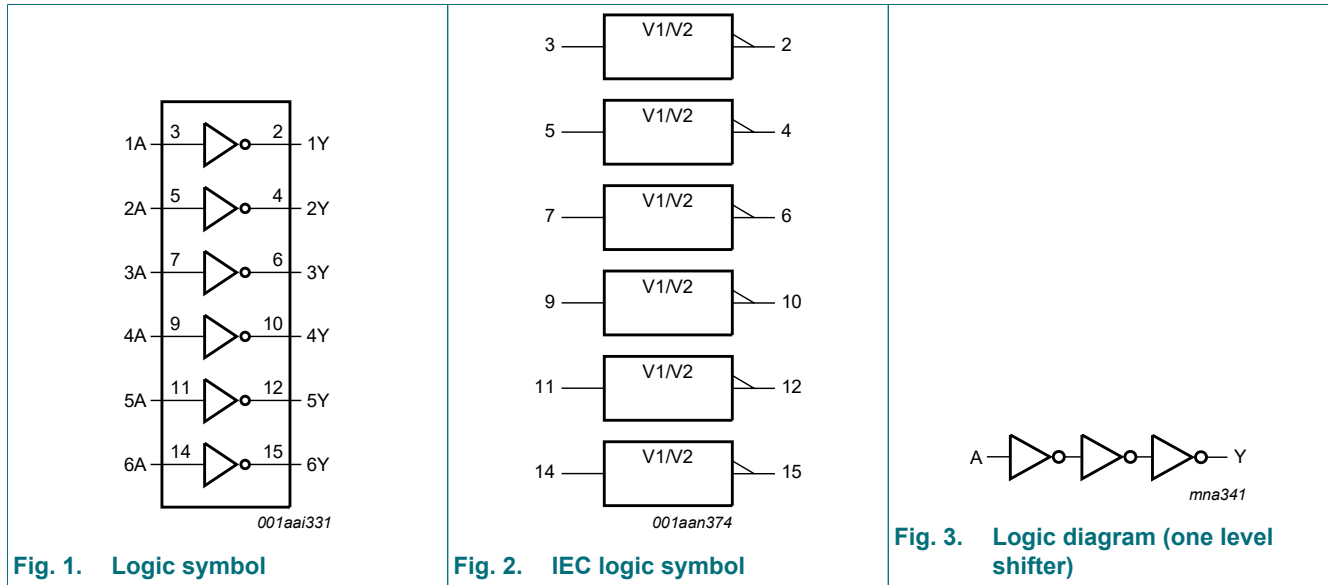 1A 3 2 1Y
2A 5 4 2Y
3A 7 6 3Y
4A 9 10 4Y
5A 11 12 5Y
6A 14 15 6Y
001aai331
Fig. 1. Logic symbol
3 V1/V2 2
5 V1/V2 4
7 V1/V2 6
9 V1/V2 10
11 V1/V2 12
14 V1/V2 15
001aan374
Fig. 2. IEC logic symbol
A Y
mna341
Fig. 3. Logic diagram (one level
shifter)